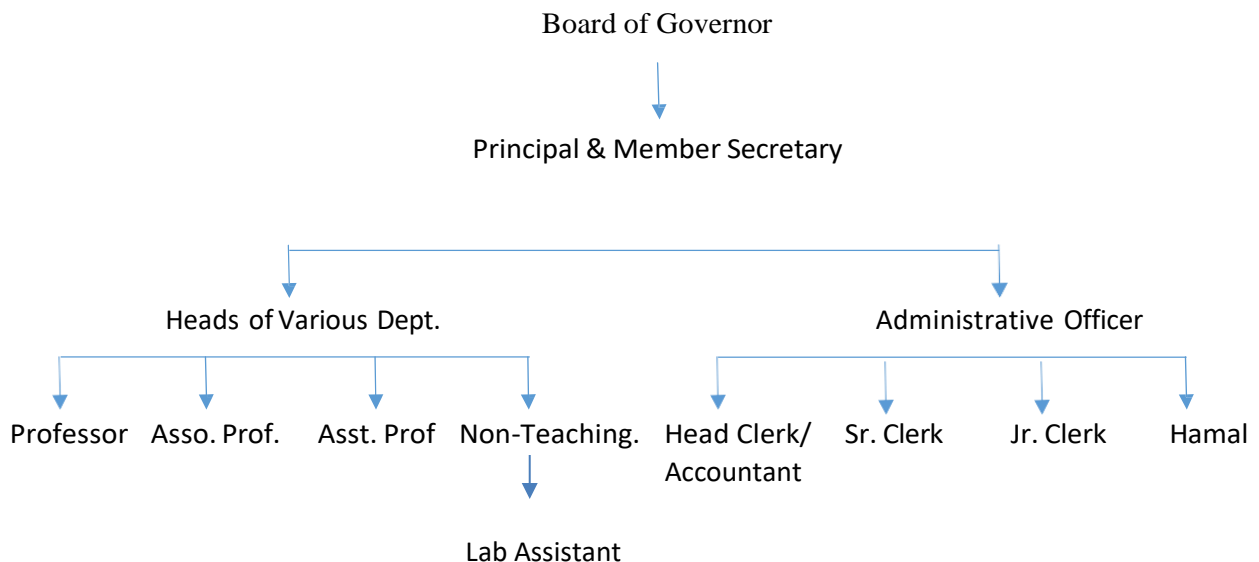 Board of Governor
Principal & Member Secretary
Heads of Various Dept.
Administrative Officer
Professor
Asso. Prof.
Asst. Prof
Non-Teaching.
Head Clerk/
Accountant
Sr. Clerk
Jr. Clerk
Hamal
Lab Assistant